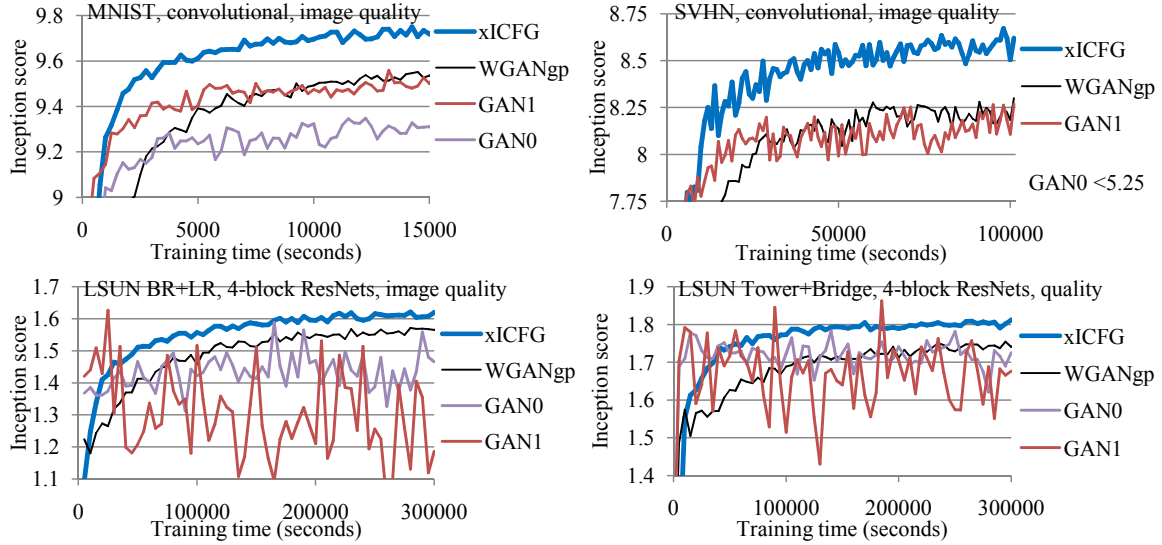 MNIST, convolutional, image quality
Inception score
9.8
9.6
9.4
9.2
9
0
5000
10000
15000
Training time (seconds)
xICFG
WGANgp
GAN1
GAN0
SVHN, convolutional, image quality
Inception score
8.75
8.5
8.25
8
7.75
0
50000
100000
Training time (seconds)
xICFG
WGANgp
GAN1
GAN0 <5.25
LSUN BR+LR, 4-block ResNets, image quality
Inception score
1.7
1.6
1.5
1.4
1.3
1.2
1.1
0
100000
200000
300000
Training time (seconds)
xICFG
WGANgp
GAN0
GAN1
LSUN Tower+Bridge, 4-block ResNets, quality
Inception score
1.9
1.8
1.7
1.6
1.5
1.4
0
100000
200000
300000
Training time (seconds)
xICFG
WGANgp
GAN0
GAN1